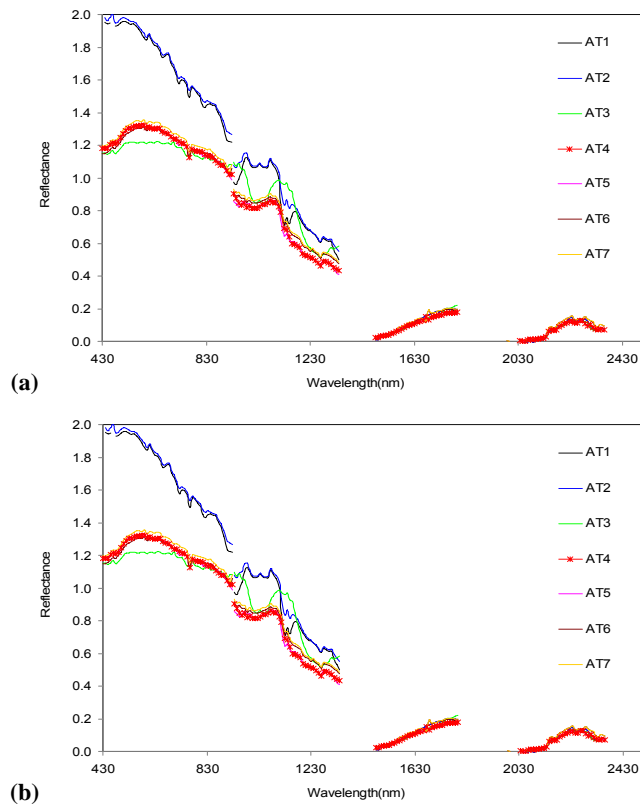 2.0
1.8
1.6
1.4
1.2
1.0
0.8
0.6
0.4
0.2
0.0
Reflectance
430 830 1230 1630 2030 2430
Wavelength(nm)
AT1
AT2
AT3
AT4
AT5
AT6
AT7
(a)
2.0
1.8
1.6
1.4
1.2
1.0
0.8
0.6
0.4
0.2
0.0
Reflectance
430 830 1230 1630 2030 2430
Wavelength(nm)
AT1
AT2
AT3
AT4
AT5
AT6
AT7
(b)